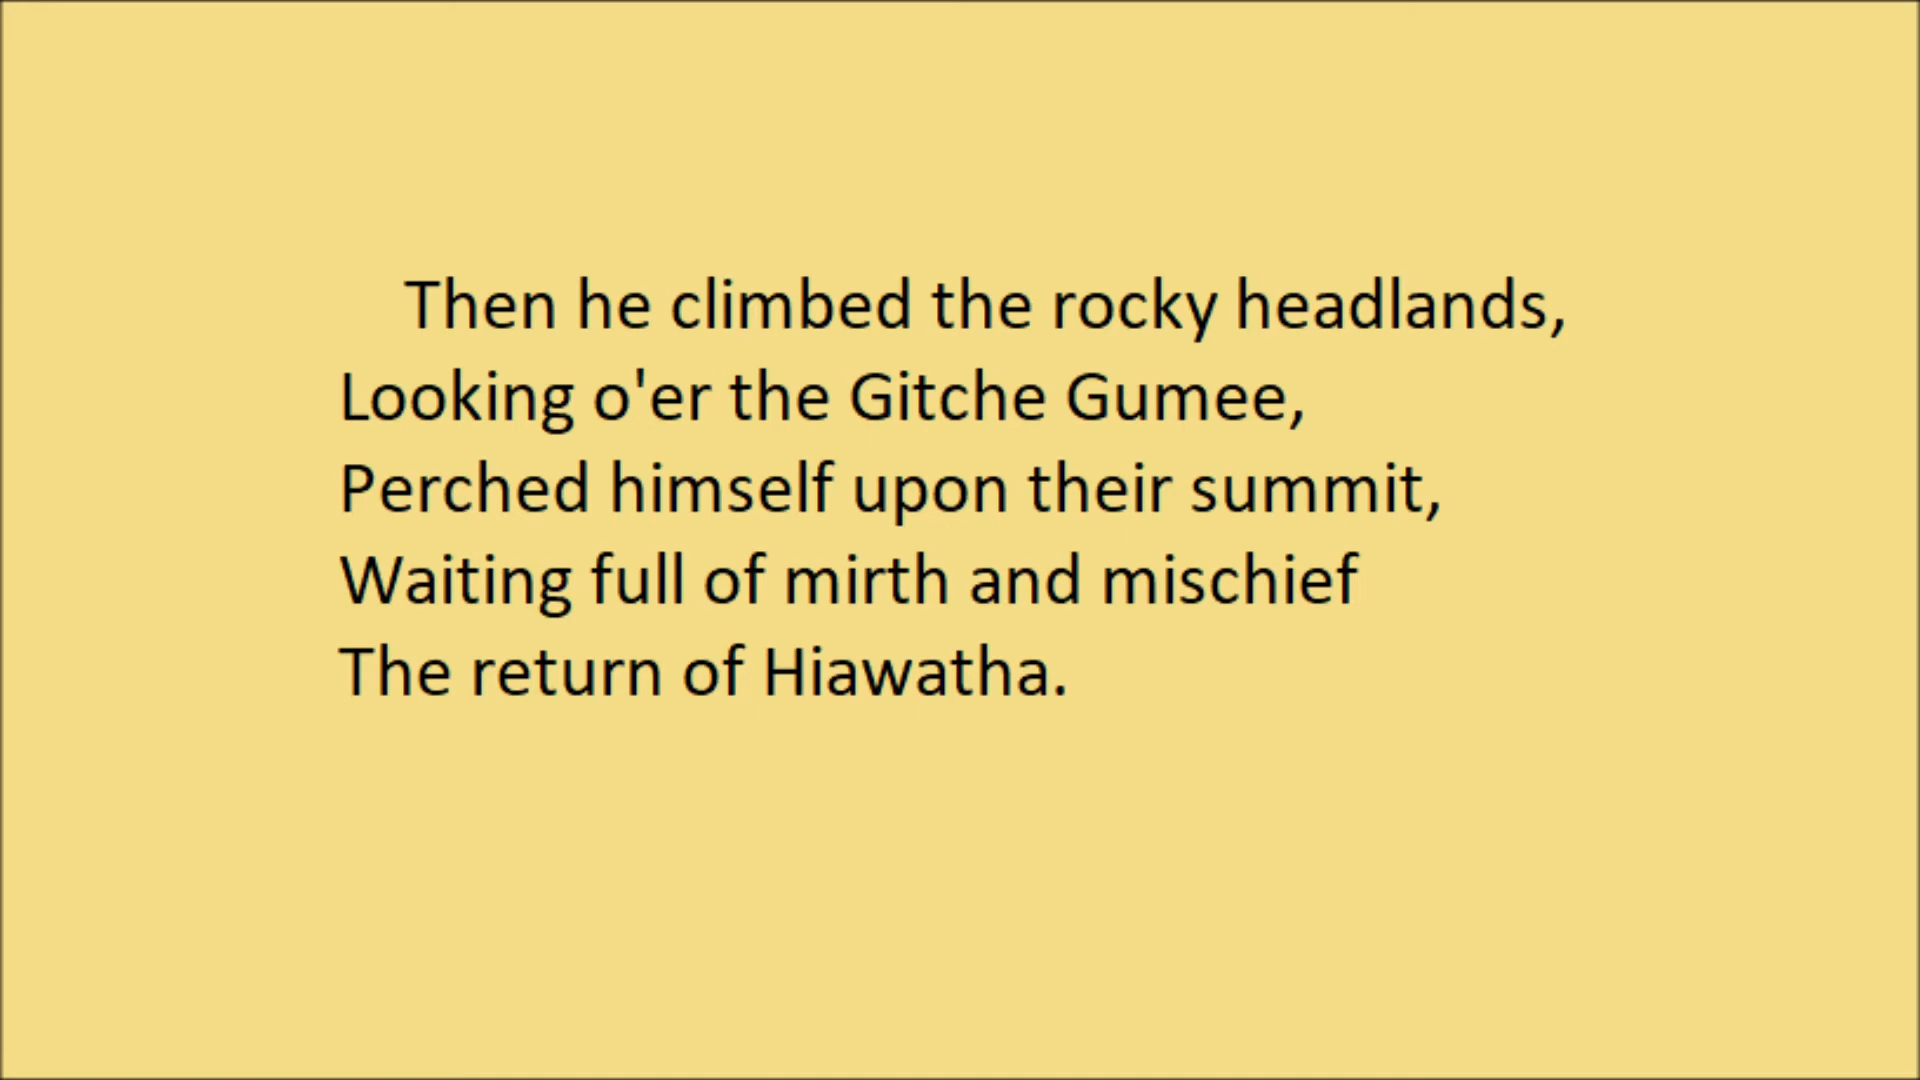 Then he climbed the rocky headlands,
Looking o'er the Gitche Gumee,
Perched himself upon their summit,
Waiting full of mirth and mischief
The return of Hiawatha.